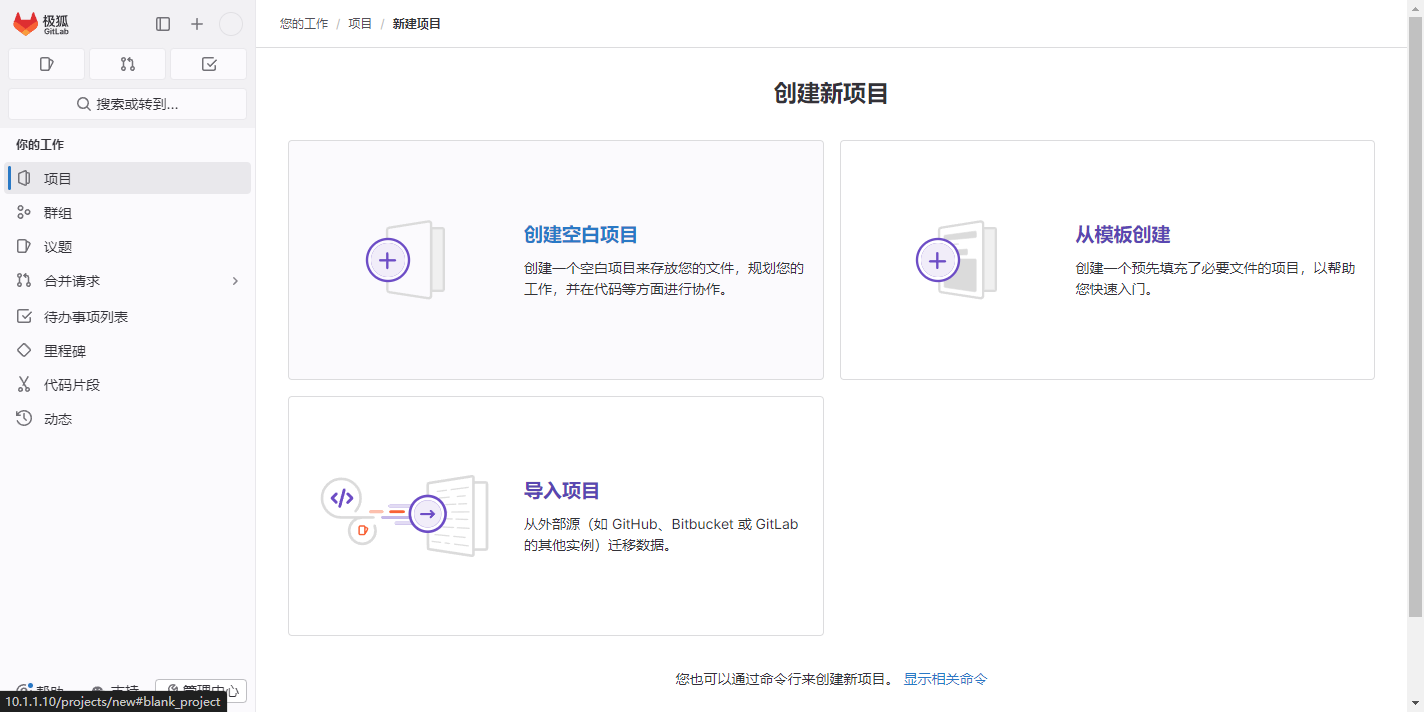 极狐
GitLab
您的工作 / 项目 / 新建项目
搜索或转到...
你的工作
项目
群组
议题
合并请求
待办事项列表
里程碑
代码片段
动态
帮助
支持
管理中心
10.1.1.10/projects/new#blank_project
创建新项目
创建空白项目
创建一个空白项目来存放您的文件，规划您的
工作，并在代码等方面进行协作。
从模板创建
创建一个预先填充了必要文件的项目，以帮助
您快速入门。
导入项目
从外部源（如 GitHub、Bitbucket 或 GitLab
的其他实例）迁移数据。
您也可以通过命令行来创建新项目。 显示相关命令